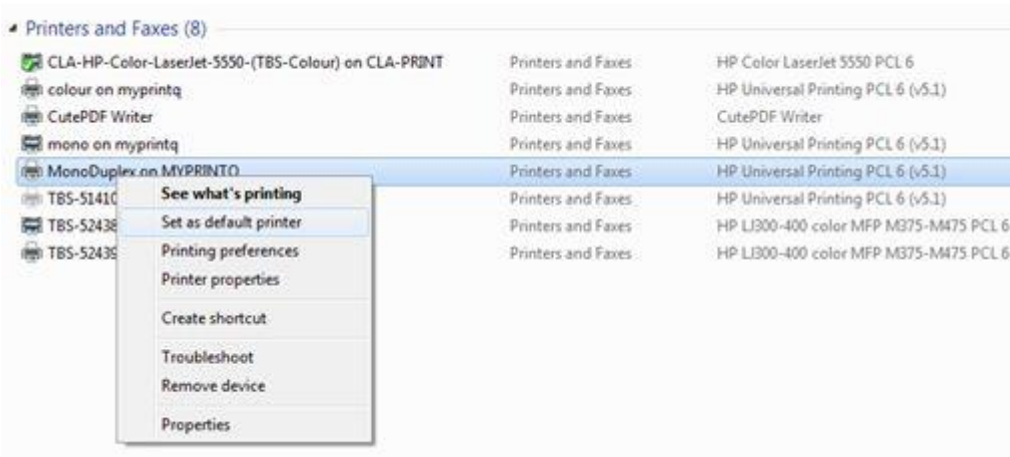 Printers and Faxes (8)
CLA-HP-Color-LaserJet-5550-(TBS-Colour) on CLA-PRINT Printers and Faxes HP Color LaserJet 5550 PCL 6
colour on myprintq Printers and Faxes HP Universal Printing PCL 6 (v5.1)
CutePDF Writer Printers and Faxes CutePDF Writer
mono on myprintq Printers and Faxes HP Universal Printing PCL 6 (v5.1)
MonoDuplex on MYPRINTQ Printers and Faxes HP Universal Printing PCL 6 (v5.1)
TBS-5141 Printers and Faxes HP Universal Printing PCL 6 (v5.1)
TBS-52438 Printers and Faxes HP LJ300-400 color MFP M375-M475 PCL 6
TBS-52439 Printers and Faxes HP LJ300-400 color MFP M375-M475 PCL 6
See what's printing
Set as default printer
Printing preferences
Printer properties
Create shortcut
Troubleshoot
Remove device
Properties